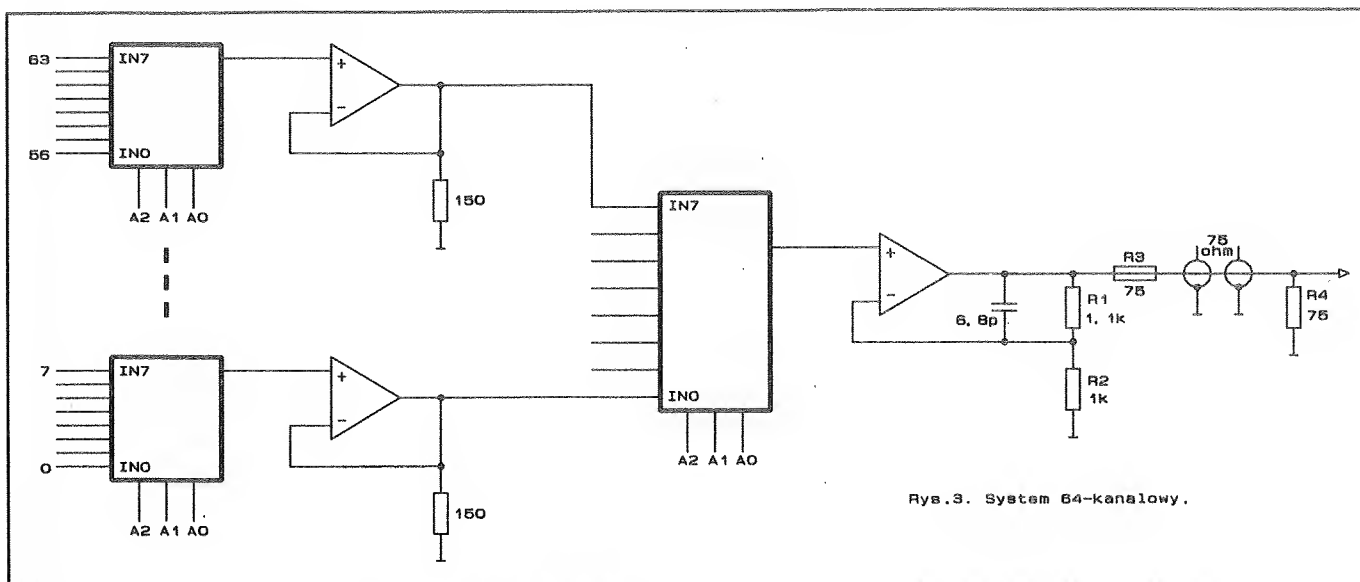 63
IN7
56
IN0
A2 A1 A0
+
−
150
7
IN7
0
IN0
A2 A1 A0
+
−
150
IN7
IN0
A2 A1 A0
+
−
6,8p
R1
1,1k
R2
1k
R3
75
75
ohm
R4
75
Rys.3. System 64-kanalowy.